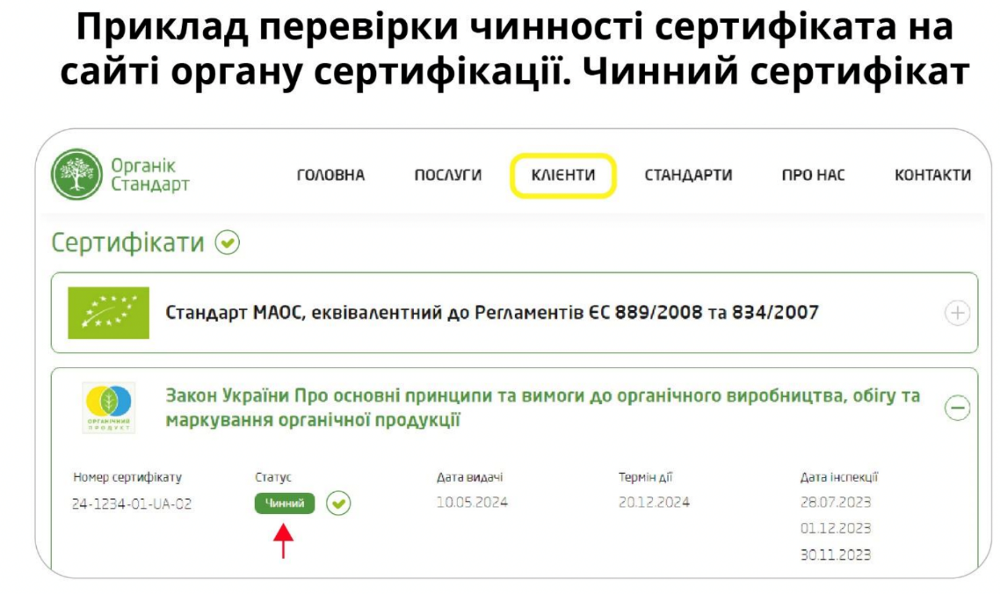 Приклад перевірки чинності сертифіката на
сайті органу сертифікації. Чинний сертифікат
Органік
Стандарт
ГОЛОВНА ПОСЛУГИ КЛІЄНТИ СТАНДАРТИ ПРО НАС КОНТАКТИ
Сертифікати
Стандарт МАОС, еквівалентний до Регламентів ЄС 889/2008 та 834/2007
Закон України Про основні принципи та вимоги до органічного виробництва, обігу та
маркування органічної продукції
ОРГАНІЧНИЙ
ПРОДУКТ
Номер сертифікату Статус Дата видачі Термін дії Дата інспекції
24-1234-01-UA-02 Чинний 10.05.2024 20.12.2024 28.07.2023
01.12.2023
30.11.2023